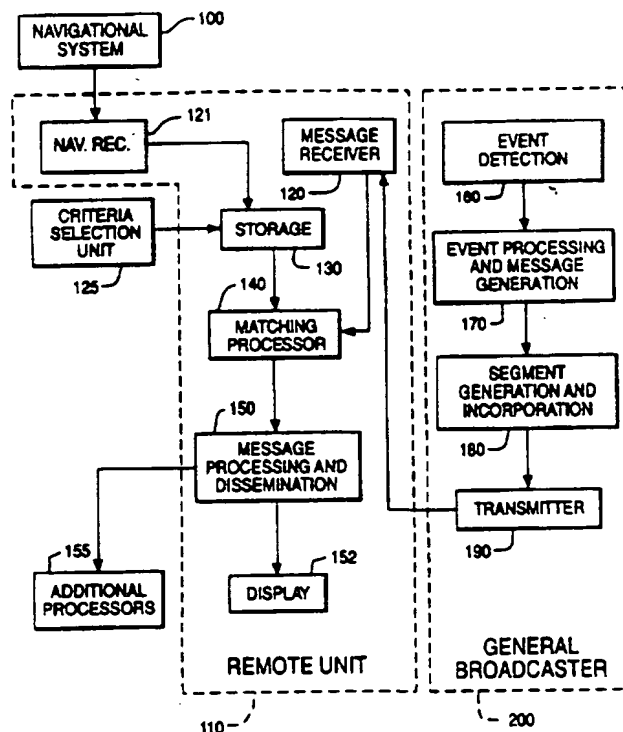 NAVIGATIONAL
SYSTEM
100
NAV. REC.
121
MESSAGE
RECEIVER
120
CRITERIA
SELECTION
UNIT
125
STORAGE
130
140
MATCHING
PROCESSOR
150
MESSAGE
PROCESSING AND
DISSEMINATION
155
ADDITIONAL
PROCESSORS
152
DISPLAY
REMOTE UNIT
110
EVENT
DETECTION
160
EVENT PROCESSING
AND MESSAGE
GENERATION
170
SEGMENT
GENERATION AND
INCORPORATION
180
TRANSMITTER
190
GENERAL
BROADCASTER
200